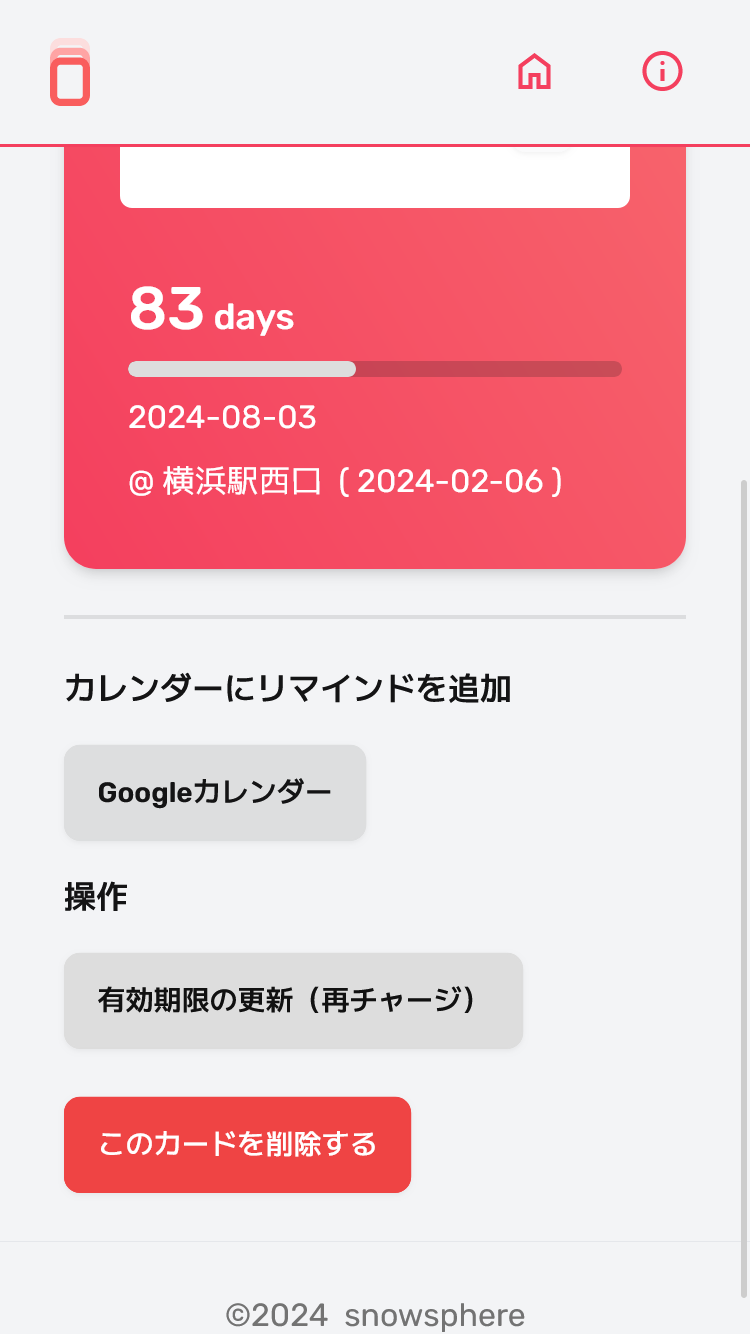 83 days
2024-08-03
@ 横浜駅西口 ( 2024-02-06 )
カレンダーにリマインドを追加
Googleカレンダー
操作
有効期限の更新（再チャージ）
このカードを削除する
©2024 snowsphere